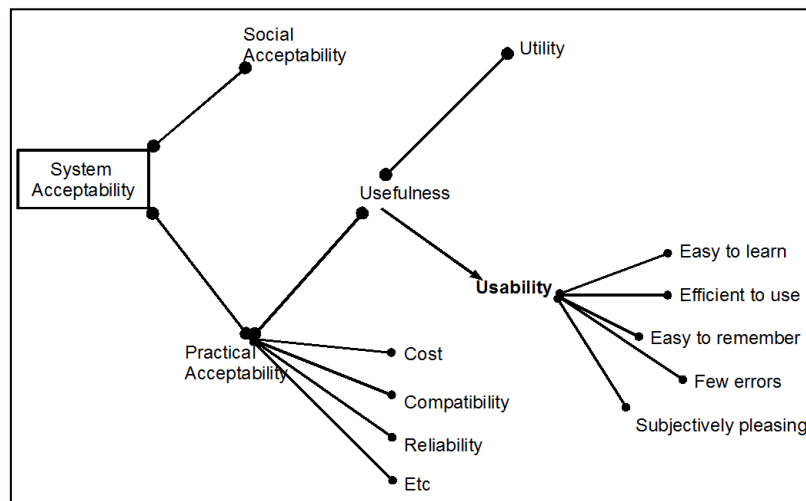 Social
Acceptability
Utility
System
Acceptability
Usefulness
Easy to learn
Usability
Efficient to use
Easy to remember
Practical
Acceptability
Cost
Few errors
Compatibility
Subjectively pleasing
Reliability
Etc